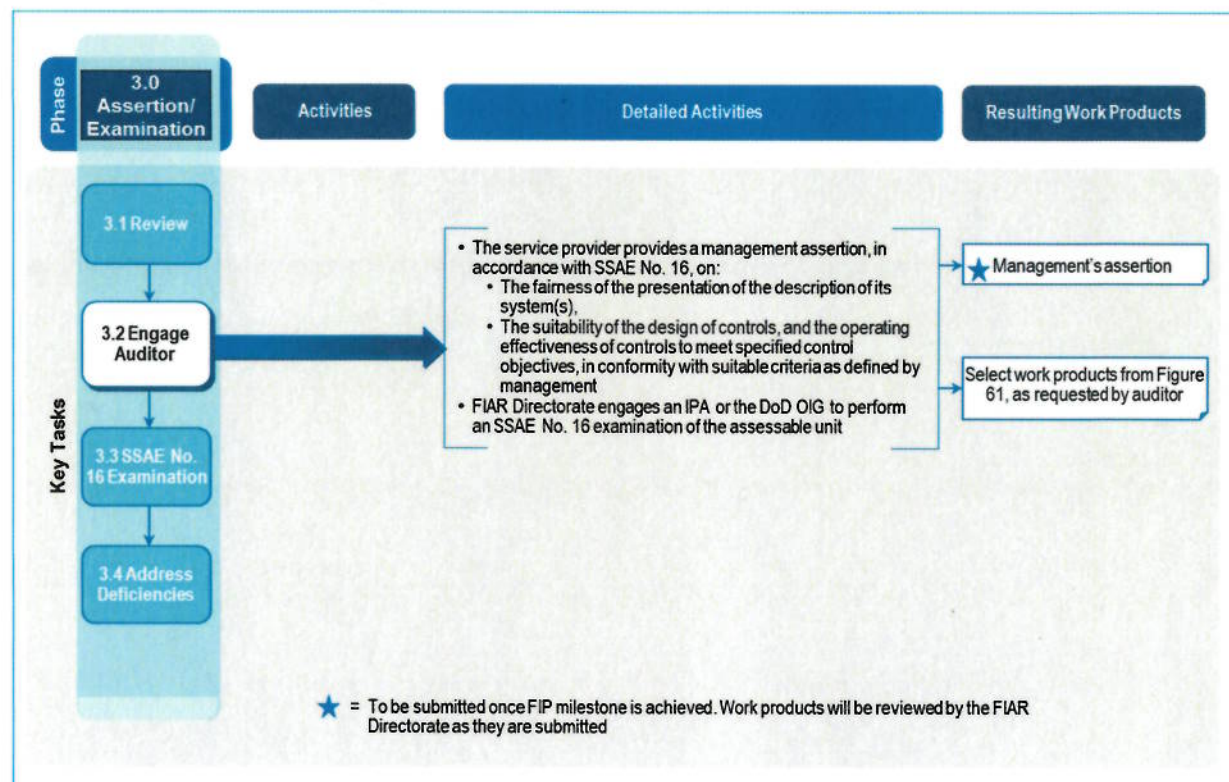 Phase
3.0
Assertion/
Examination
Activities
Detailed Activities
Resulting Work Products
Key Tasks
3.1 Review
3.2 Engage
Auditor
3.3 SSAE No.
16 Examination
3.4 Address
Deficiencies
• The service provider provides a management assertion, in
accordance with SSAE No. 16, on:
• The fairness of the presentation of the description of its
system(s),
• The suitability of the design of controls, and the operating
effectiveness of controls to meet specified control
objectives, in conformity with suitable criteria as defined by
management
• FIAR Directorate engages an IPA or the DoD OIG to perform
an SSAE No. 16 examination of the assessable unit
Management's assertion
Select work products from Figure
61, as requested by auditor
= To be submitted once FIP milestone is achieved. Work products will be reviewed by the FIAR
Directorate as they are submitted